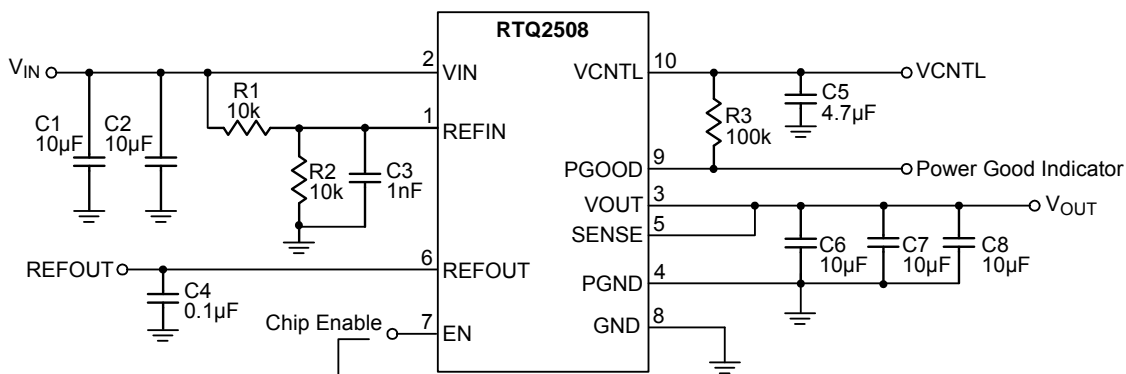 RTQ2508
VIN
2
VIN
R1
10k
C1
10µF
C2
10µF
1
REFIN
R2
10k
C3
1nF
REFOUT
6
REFOUT
C4
0.1µF
Chip Enable
7
EN
VCNTL
10
VCNTL
R3
100k
C5
4.7µF
PGOOD
9
Power Good Indicator
VOUT
3
VOUT
SENSE
5
C6
10µF
C7
10µF
C8
10µF
PGND
4
GND
8